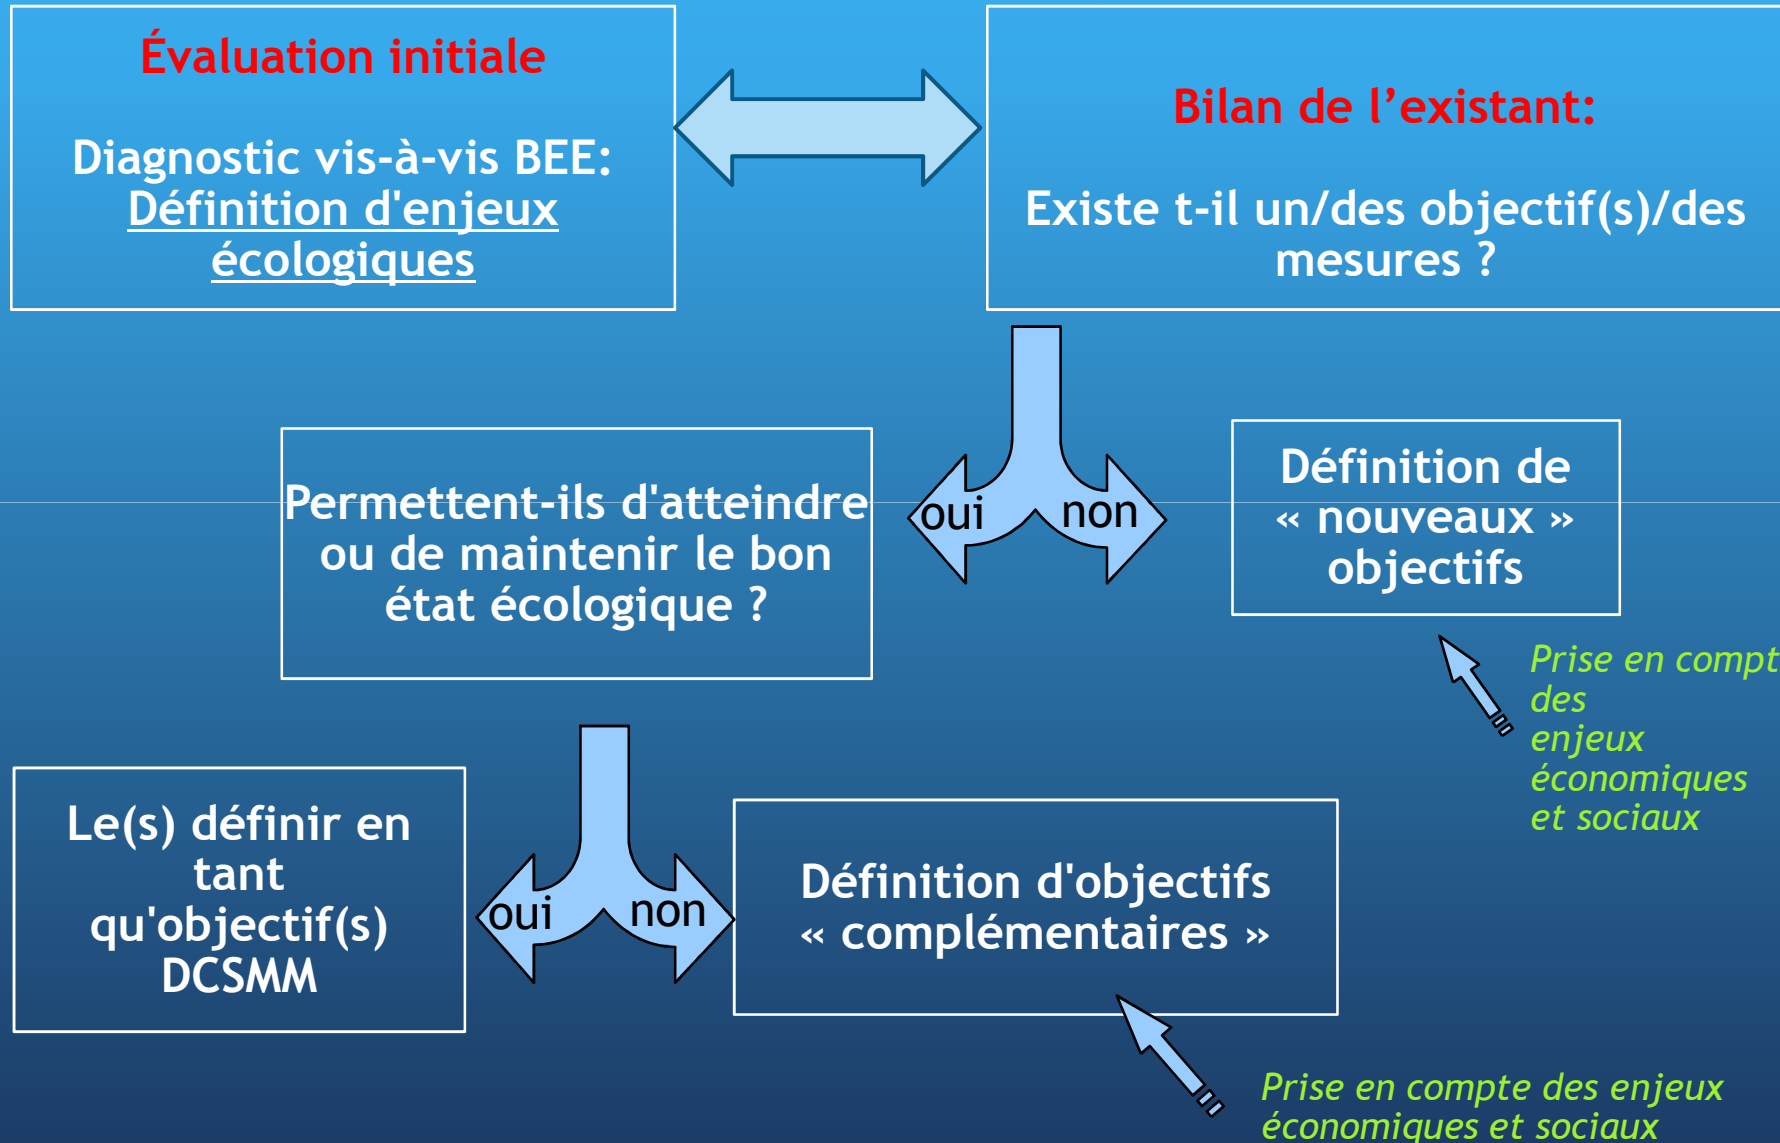 Évaluation initiale
Diagnostic vis-à-vis BEE:
Définition d'enjeux
écologiques
Bilan de l’existant:
Existe t-il un/des objectif(s)/des
mesures ?
Permettent-ils d'atteindre
ou de maintenir le bon
état écologique ?
oui
non
Définition de
« nouveaux »
objectifs
Prise en compt
des
enjeux
économiques
et sociaux
Le(s) définir en
tant
qu'objectif(s)
DCSMM
oui
non
Définition d'objectifs
« complémentaires »
Prise en compte des enjeux
économiques et sociaux